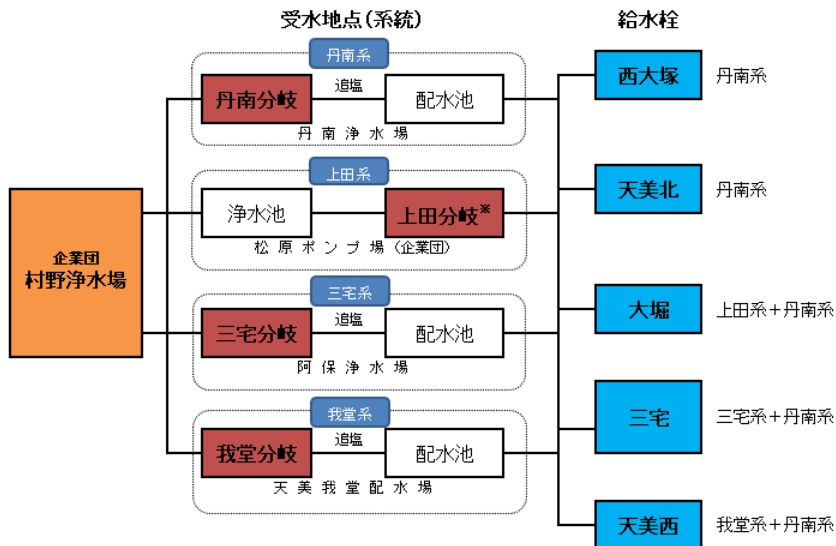 受水地点(系統)
給水栓
丹南系
丹南分岐
追塩
配水池
丹南浄水場
西大塚
丹南系
上田系
浄水池
上田分岐※
松原ポンプ場(企業団)
天美北
丹南系
企業団
村野浄水場
三宅系
三宅分岐
追塩
配水池
阿保浄水場
大堀
上田系+丹南系
三宅
三宅系+丹南系
我堂系
我堂分岐
追塩
配水池
天美我堂配水場
天美西
我堂系+丹南系